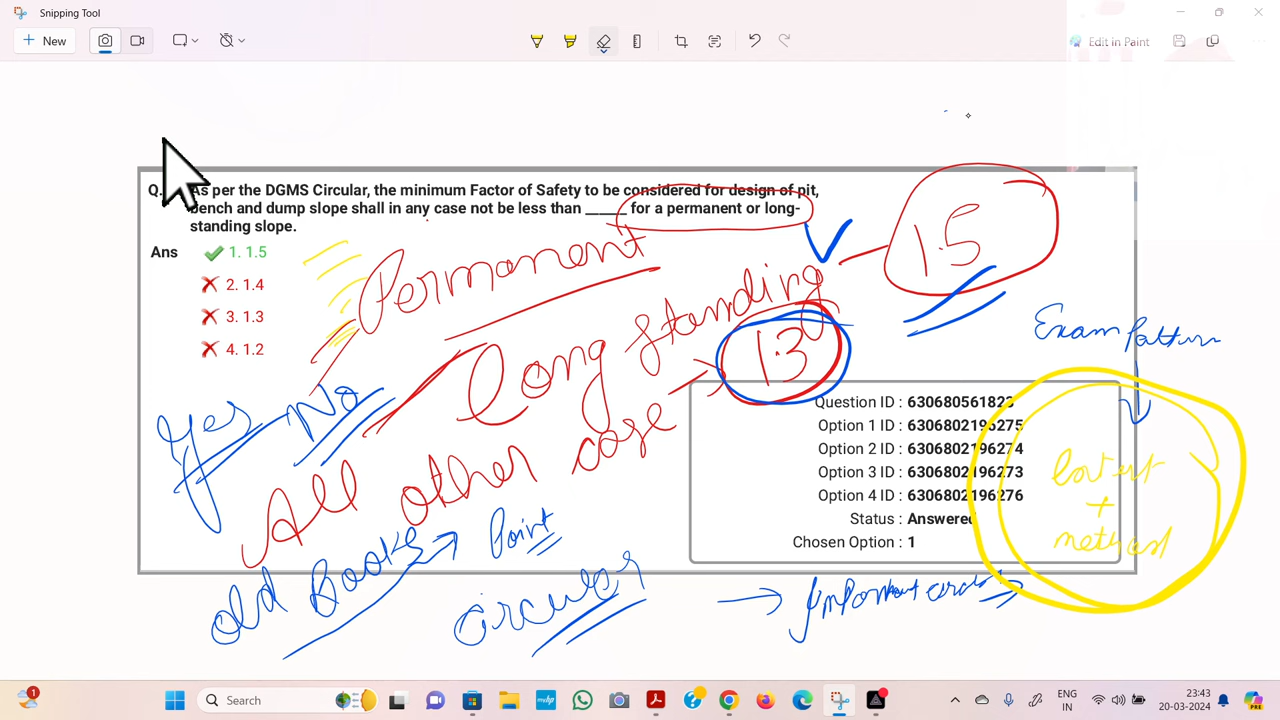 Snipping Tool
New
Edit in Paint
Q. As per the DGMS Circular, the minimum Factor of Safety to be considered for design of pit,
bench and dump slope shall in any case not be less than ______ for a permanent or long-
standing slope.
Ans
1. 1.5
2. 1.4
3. 1.3
4. 1.2
Permanent
1.5
Long standing
1.3
Exam Pattern
Yes No
All other case
Question ID : 630680561823
Option 1 ID : 6306802196275
Option 2 ID : 6306802196274
Option 3 ID : 6306802196273
Option 4 ID : 6306802196276
Status : Answered
Chosen Option : 1
+
old Books
Point
circular
Important
1
Search
ENG
IN
23:43
20-03-2024